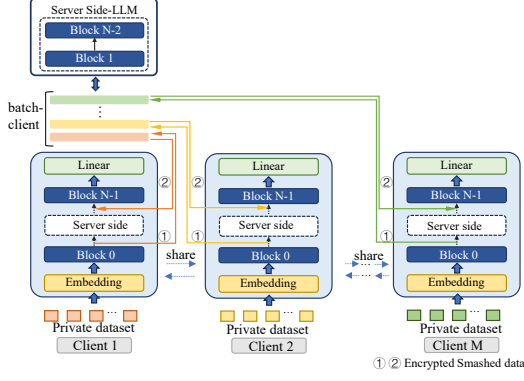 Server Side-LLM
Block N-2
Block 1
batch-
client
Linear
②
Block N-1
Server side
①
Block 0
Embedding
Private dataset
Client 1
share
Linear
②
Block N-1
Server side
①
Block 0
Embedding
Private dataset
Client 2
share
Linear
②
Block N-1
Server side
①
Block 0
Embedding
Private dataset
Client M
① ② Encrypted Smashed data